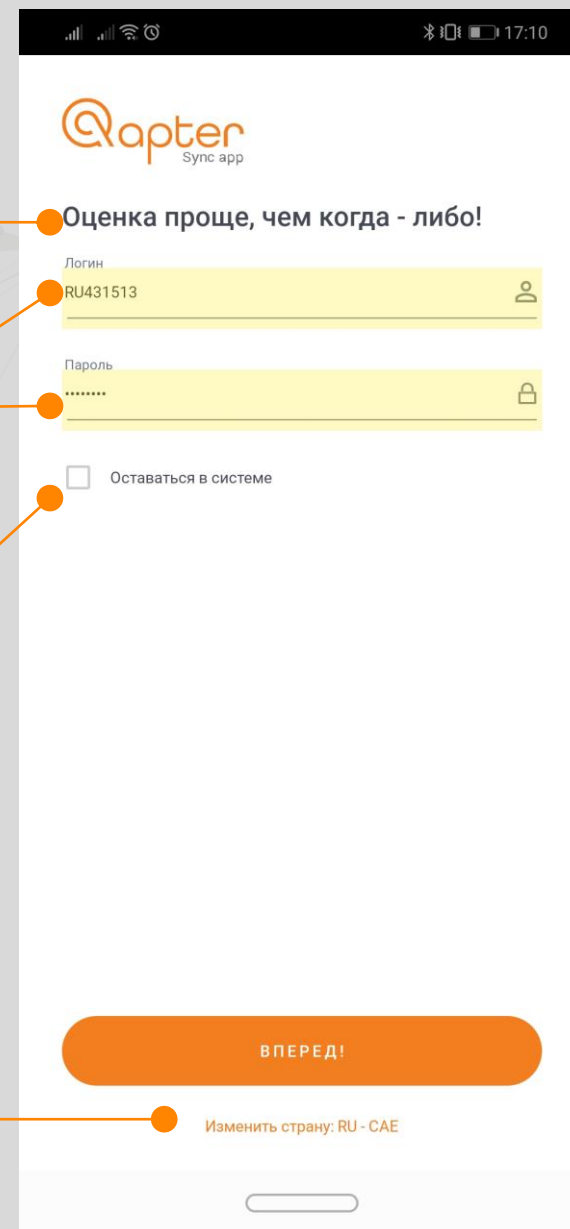 17:10
Qapter
Sync app
Оценка проще, чем когда - либо!
Логин
RU431513
Пароль
........
Оставаться в системе
ВПЕРЕД!
Изменить страну: RU - CAE